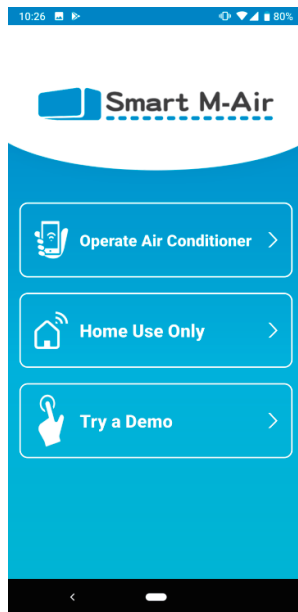 10:26 80%
Smart M-Air
Operate Air Conditioner
Home Use Only
Try a Demo